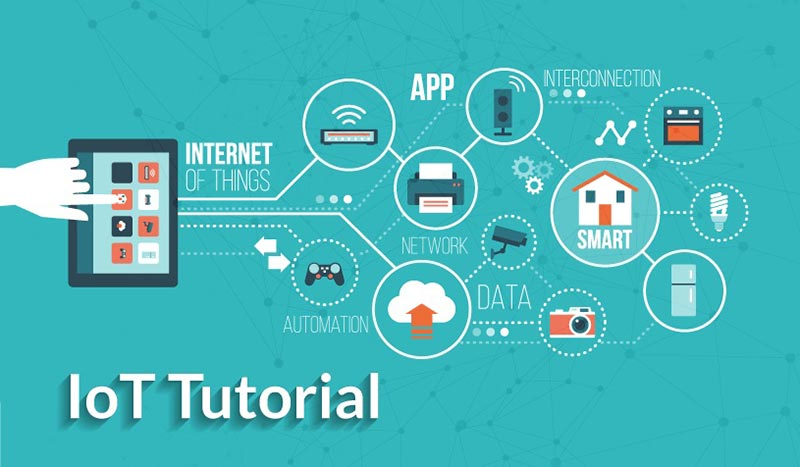 APP
INTERCONNECTION
INTERNET
OF THINGS
SMART
NETWORK
DATA
AUTOMATION
IoT Tutorial